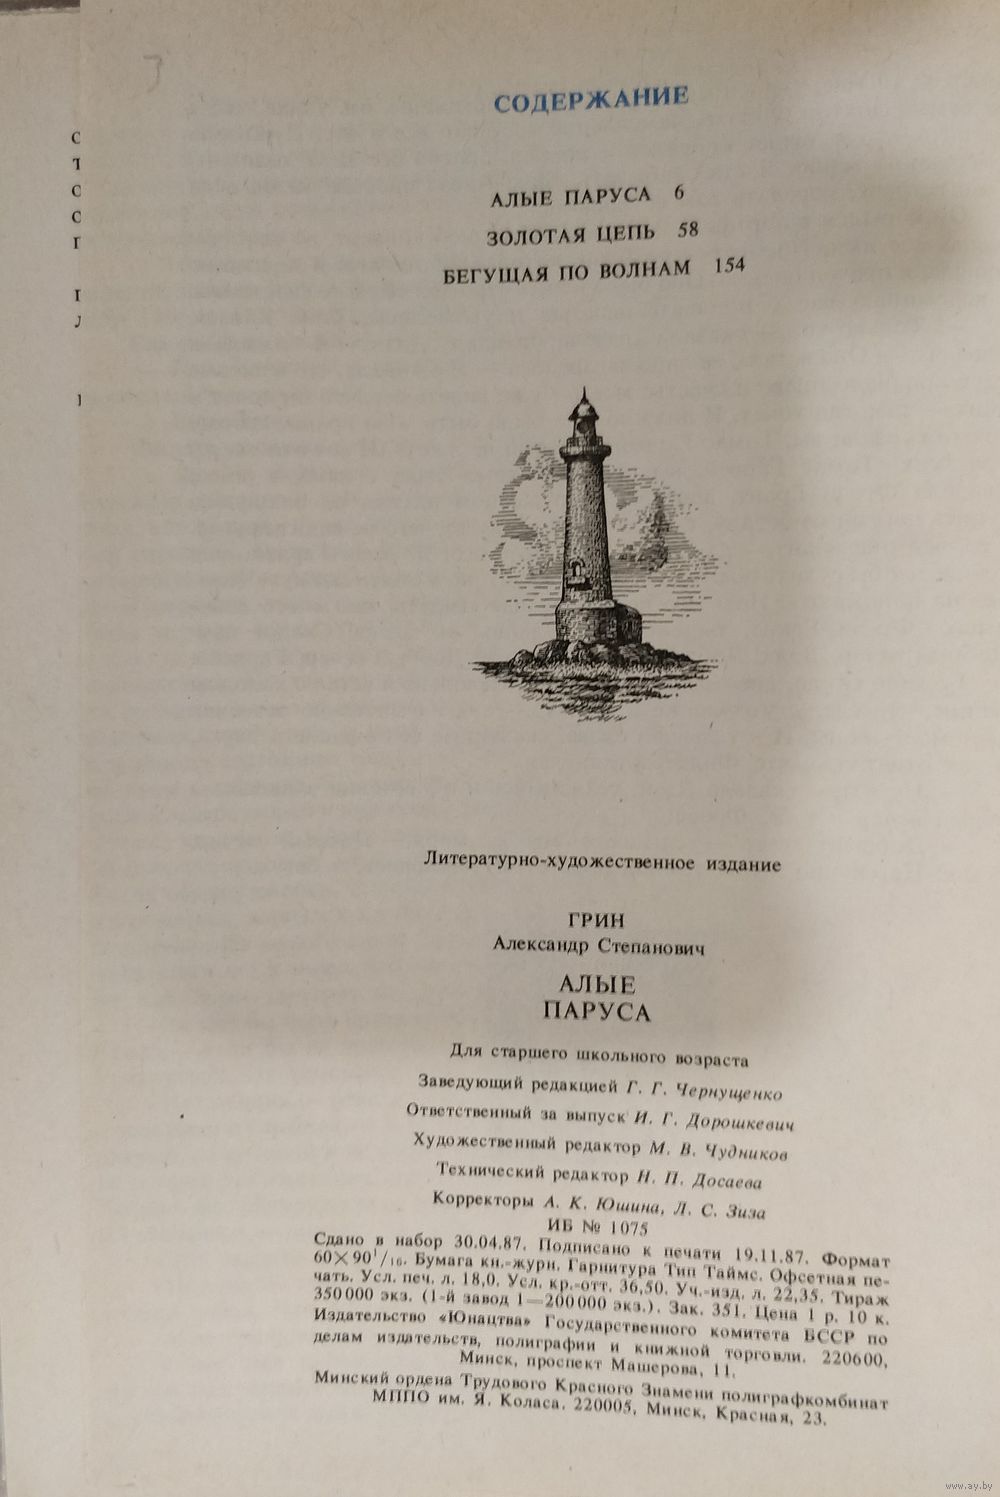 СОДЕРЖАНИЕ
АЛЫЕ ПАРУСА 6
ЗОЛОТАЯ ЦЕПЬ 58
БЕГУЩАЯ ПО ВОЛНАМ 154
Литературно-художественное издание
ГРИН
Александр Степанович
АЛЫЕ
ПАРУСА
Для старшего школьного возраста
Заведующий редакцией Г. Г. Чернущенко
Ответственный за выпуск И. Г. Дорошкевич
Художественный редактор М. В. Чудников
Технический редактор Н. П. Досаева
Корректоры А. К. Юшина, Л. С. Зиза
ИБ № 1075
Сдано в набор 30.04.87. Подписано к печати 19.11.87. Формат
60×90¹/₁₆. Бумага кн.-журн. Гарнитура Тип Таймс. Офсетная пе-
чать. Усл. печ. л. 18,0. Усл. кр.-отт. 36,50. Уч.-изд. л. 22,35. Тираж
350 000 экз. (1-й завод 1—200 000 экз.). Зак. 351. Цена 1 р. 10 к.
Издательство «Юнацтва» Государственного комитета БССР по
делам издательств, полиграфии и книжной торговли. 220600,
Минск, проспект Машерова, 11.
Минский ордена Трудового Красного Знамени полиграфкомбинат
МППО им. Я. Коласа. 220005, Минск, Красная, 23.
www.ay.by